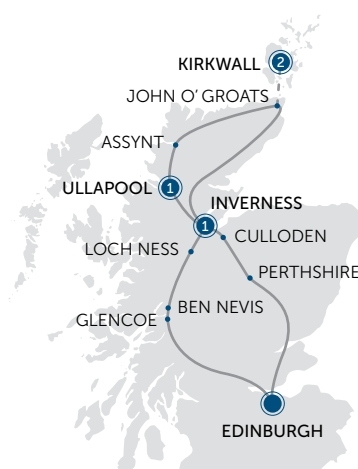 KIRKWALL
2
JOHN O' GROATS
ASSYNT
ULLAPOOL
1
INVERNESS
1
CULLODEN
LOCH NESS
PERTHSHIRE
BEN NEVIS
GLENCOE
EDINBURGH